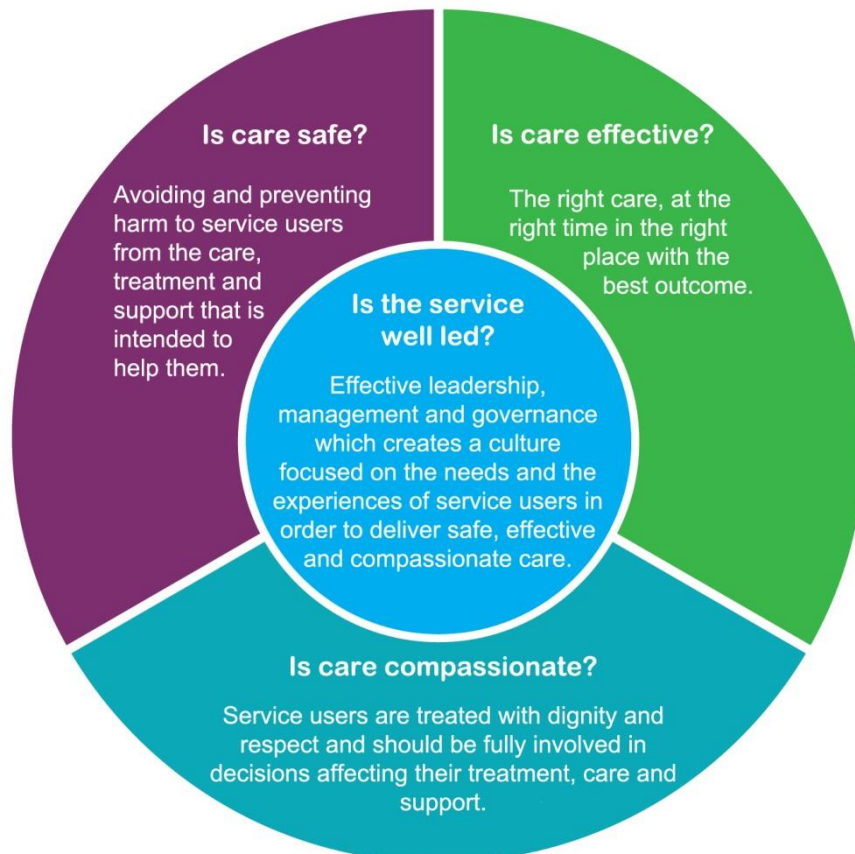 Is care safe?
Avoiding and preventing
harm to service users
from the care,
treatment and
support that is
intended to
help them.
Is care effective?
The right care, at the
right time in the right
place with the
best outcome.
Is the service
well led?
Effective leadership,
management and governance
which creates a culture
focused on the needs and the
experiences of service users in
order to deliver safe, effective
and compassionate care.
Is care compassionate?
Service users are treated with dignity and
respect and should be fully involved in
decisions affecting their treatment, care and
support.